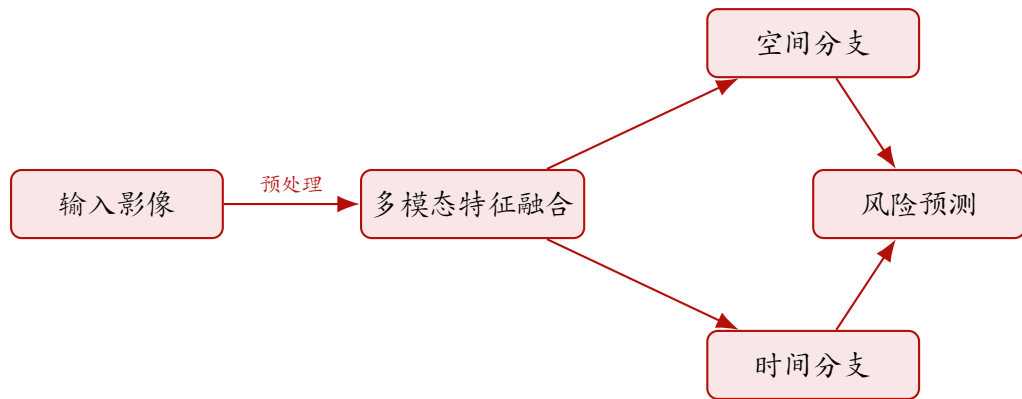 空间分支
预处理
输入影像
多模态特征融合
风险预测
时间分支